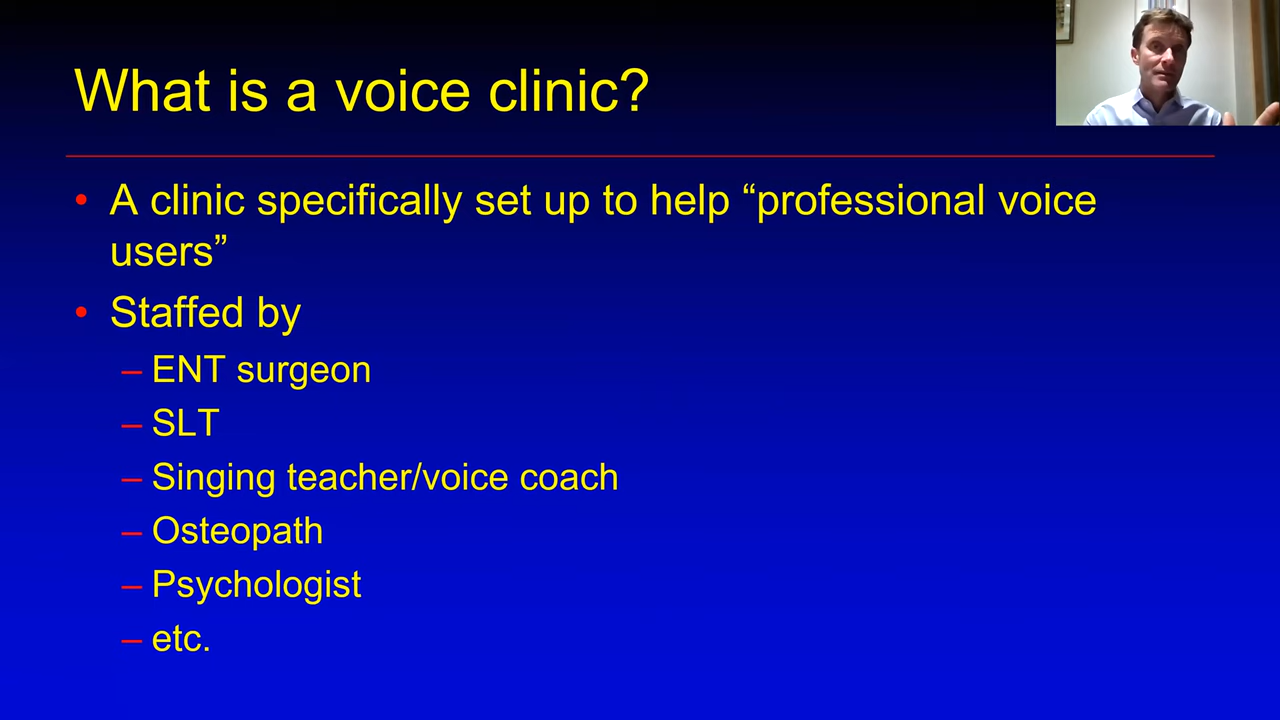 What is a voice clinic?
• A clinic specifically set up to help “professional voice
users”
• Staffed by
– ENT surgeon
– SLT
– Singing teacher/voice coach
– Osteopath
– Psychologist
– etc.